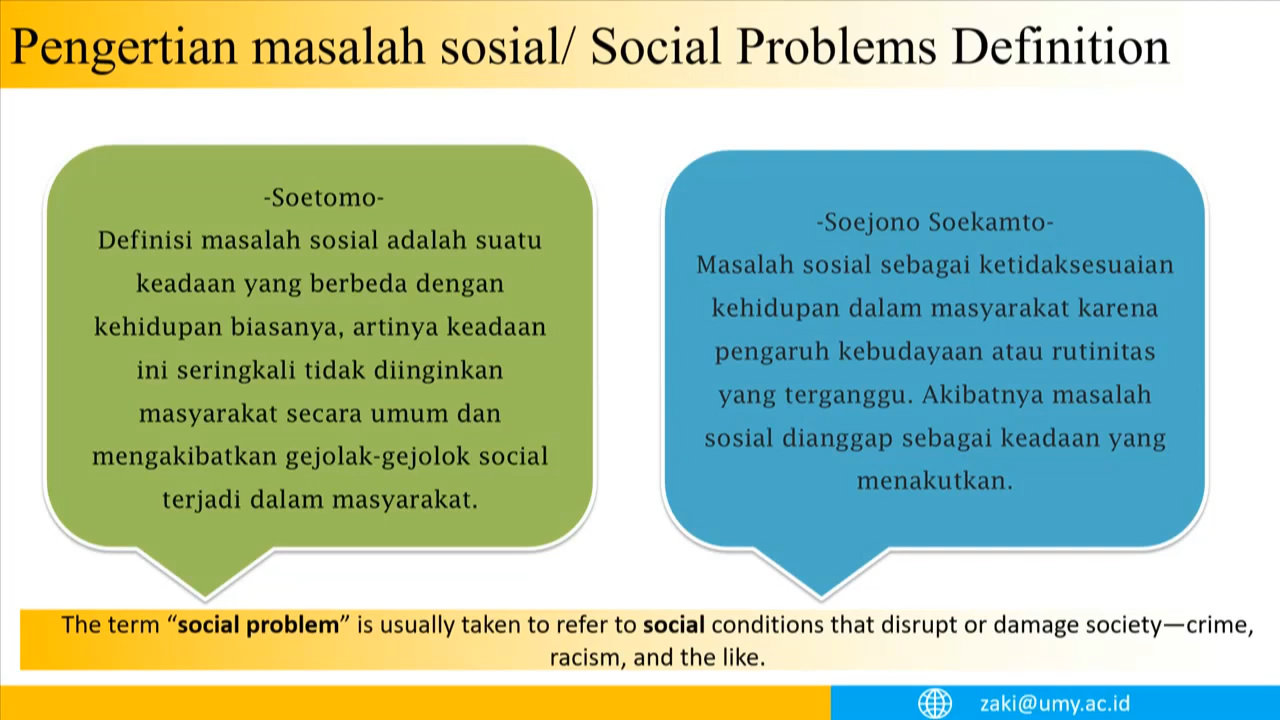 Pengertian masalah sosial/ Social Problems Definition
-Soetomo-
Definisi masalah sosial adalah suatu
keadaan yang berbeda dengan
kehidupan biasanya, artinya keadaan
ini seringkali tidak diinginkan
masyarakat secara umum dan
mengakibatkan gejolak-gejolok social
terjadi dalam masyarakat.
-Soejono Soekamto-
Masalah sosial sebagai ketidaksesuaian
kehidupan dalam masyarakat karena
pengaruh kebudayaan atau rutinitas
yang terganggu. Akibatnya masalah
sosial dianggap sebagai keadaan yang
menakutkan.
The term “social problem” is usually taken to refer to social conditions that disrupt or damage society—crime,
racism, and the like.
zaki@umy.ac.id